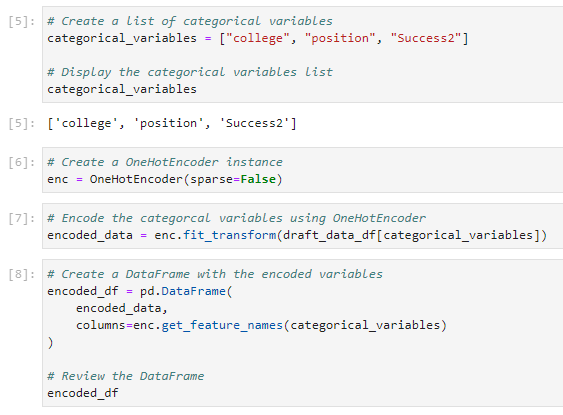 [5]: # Create a list of categorical variables
categorical_variables = ["college", "position", "Success2"]
# Display the categorical variables list
categorical_variables
[5]: ['college', 'position', 'Success2']
[6]: # Create a OneHotEncoder instance
enc = OneHotEncoder(sparse=False)
[7]: # Encode the categorcal variables using OneHotEncoder
encoded_data = enc.fit_transform(draft_data_df[categorical_variables])
[8]: # Create a DataFrame with the encoded variables
encoded_df = pd.DataFrame(
    encoded_data,
    columns=enc.get_feature_names(categorical_variables)
)
# Review the DataFrame
encoded_df